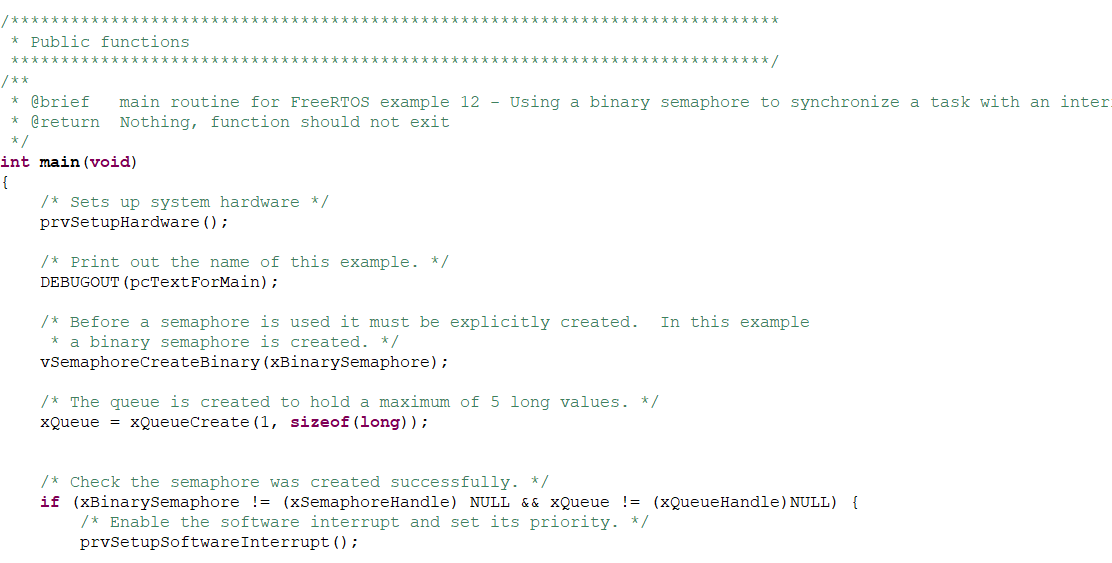 /*****************************************************************************
 * Public functions
 ****************************************************************************/
/**
 * @brief   main routine for FreeRTOS example 12 - Using a binary semaphore to synchronize a task with an inter
 * @return  Nothing, function should not exit
 */
int main(void)
{
    /* Sets up system hardware */
    prvSetupHardware();
    /* Print out the name of this example. */
    DEBUGOUT(pcTextForMain);
    /* Before a semaphore is used it must be explicitly created.  In this example
     * a binary semaphore is created. */
    vSemaphoreCreateBinary(xBinarySemaphore);
    /* The queue is created to hold a maximum of 5 long values. */
    xQueue = xQueueCreate(1, sizeof(long));
    /* Check the semaphore was created successfully. */
    if (xBinarySemaphore != (xSemaphoreHandle) NULL && xQueue != (xQueueHandle)NULL) {
        /* Enable the software interrupt and set its priority. */
        prvSetupSoftwareInterrupt();